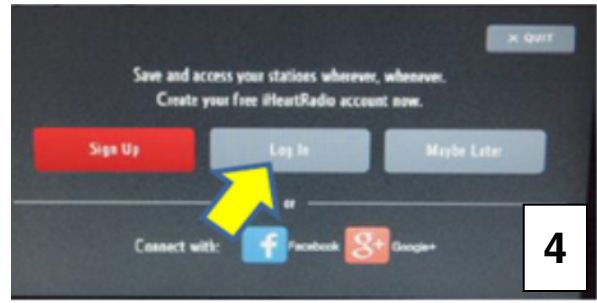 × QUIT
Save and access your stations wherever, whenever.
Create your free iHeartRadio account now.
Sign Up Log In Maybe Later
or
Connect with: f Facebook g+ Google+
4